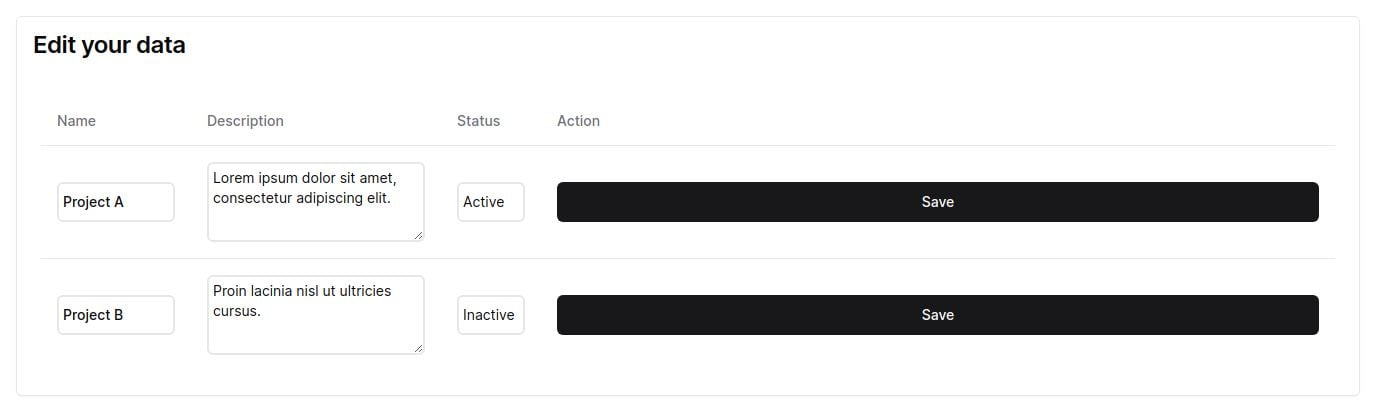 Edit your data
Name Description Status Action
Project A
Lorem ipsum dolor sit amet,
consectetur adipiscing elit.
Active
Save
Project B
Proin lacinia nisl ut ultricies
cursus.
Inactive
Save